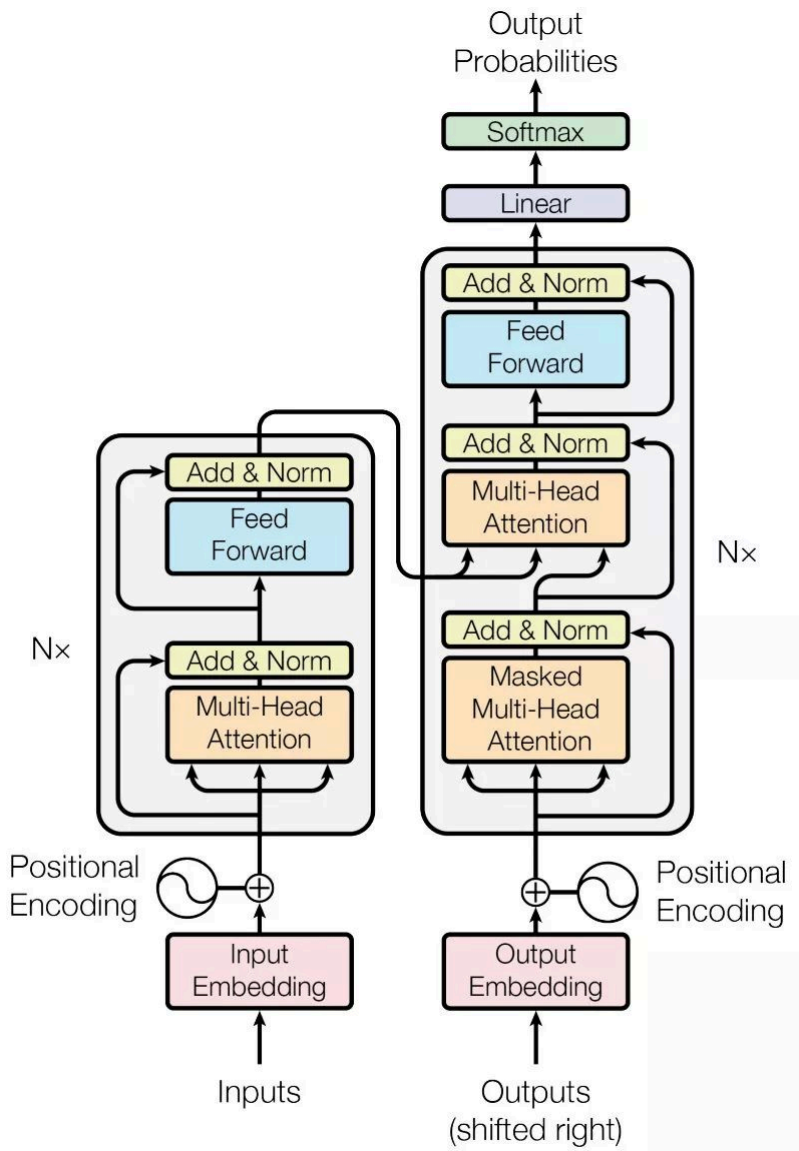 Output
Probabilities
Softmax
Linear
Add & Norm
Feed
Forward
Add & Norm
Multi-Head
Attention
Nx
Add & Norm
Masked
Multi-Head
Attention
Add & Norm
Feed
Forward
Nx
Add & Norm
Multi-Head
Attention
Positional
Encoding
Positional
Encoding
Input
Embedding
Output
Embedding
Inputs
Outputs
(shifted right)